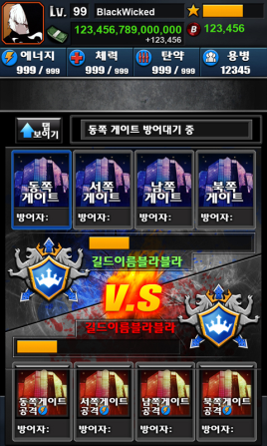 LV. 99 BlackWicked
123,456,789,000,000
+123,456
B 123,456
에너지 체력 탄약 용병
999 / 999 999 / 999 999 / 999 12345
맵
보이기
동쪽 게이트 방어대기 중
동쪽 서쪽 남쪽 북쪽
게이트 게이트 게이트 게이트
방어자: 방어자: 방어자: 방어자:
길드이름블라블라
V.S
길드이름블라블라
동쪽게이트 서쪽게이트 남쪽게이트 북쪽게이트
공격 공격 공격 공격
방어자: 방어자: 방어자: 방어자: